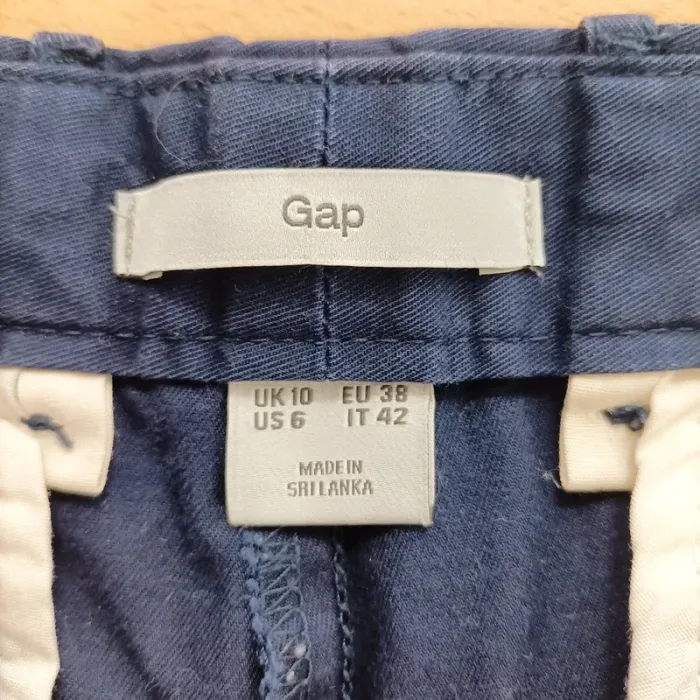 Gap
UK 10 EU 38
US 6 IT 42
MADE IN
SRI LANKA